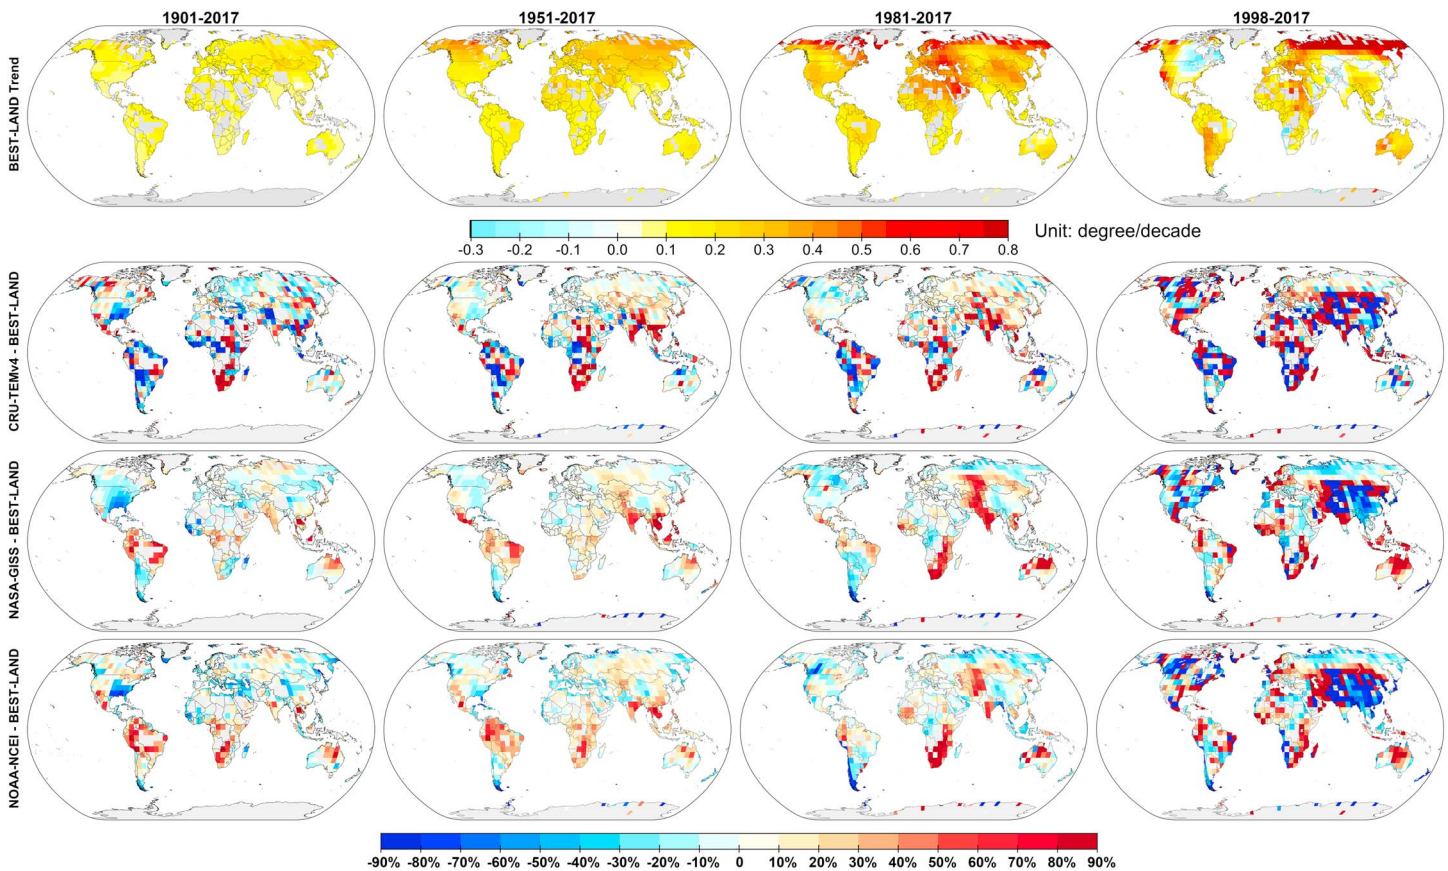 1901-2017
1951-2017
1981-2017
1998-2017
BEST-LAND Trend
-0.3 -0.2 -0.1 0.0 0.1 0.2 0.3 0.4 0.5 0.6 0.7 0.8
Unit: degree/decade
CRU-TEMv4 - BEST-LAND
NASA-GISS - BEST-LAND
NOAA-NCEI - BEST-LAND
-90% -80% -70% -60% -50% -40% -30% -20% -10% 0 10% 20% 30% 40% 50% 60% 70% 80% 90%